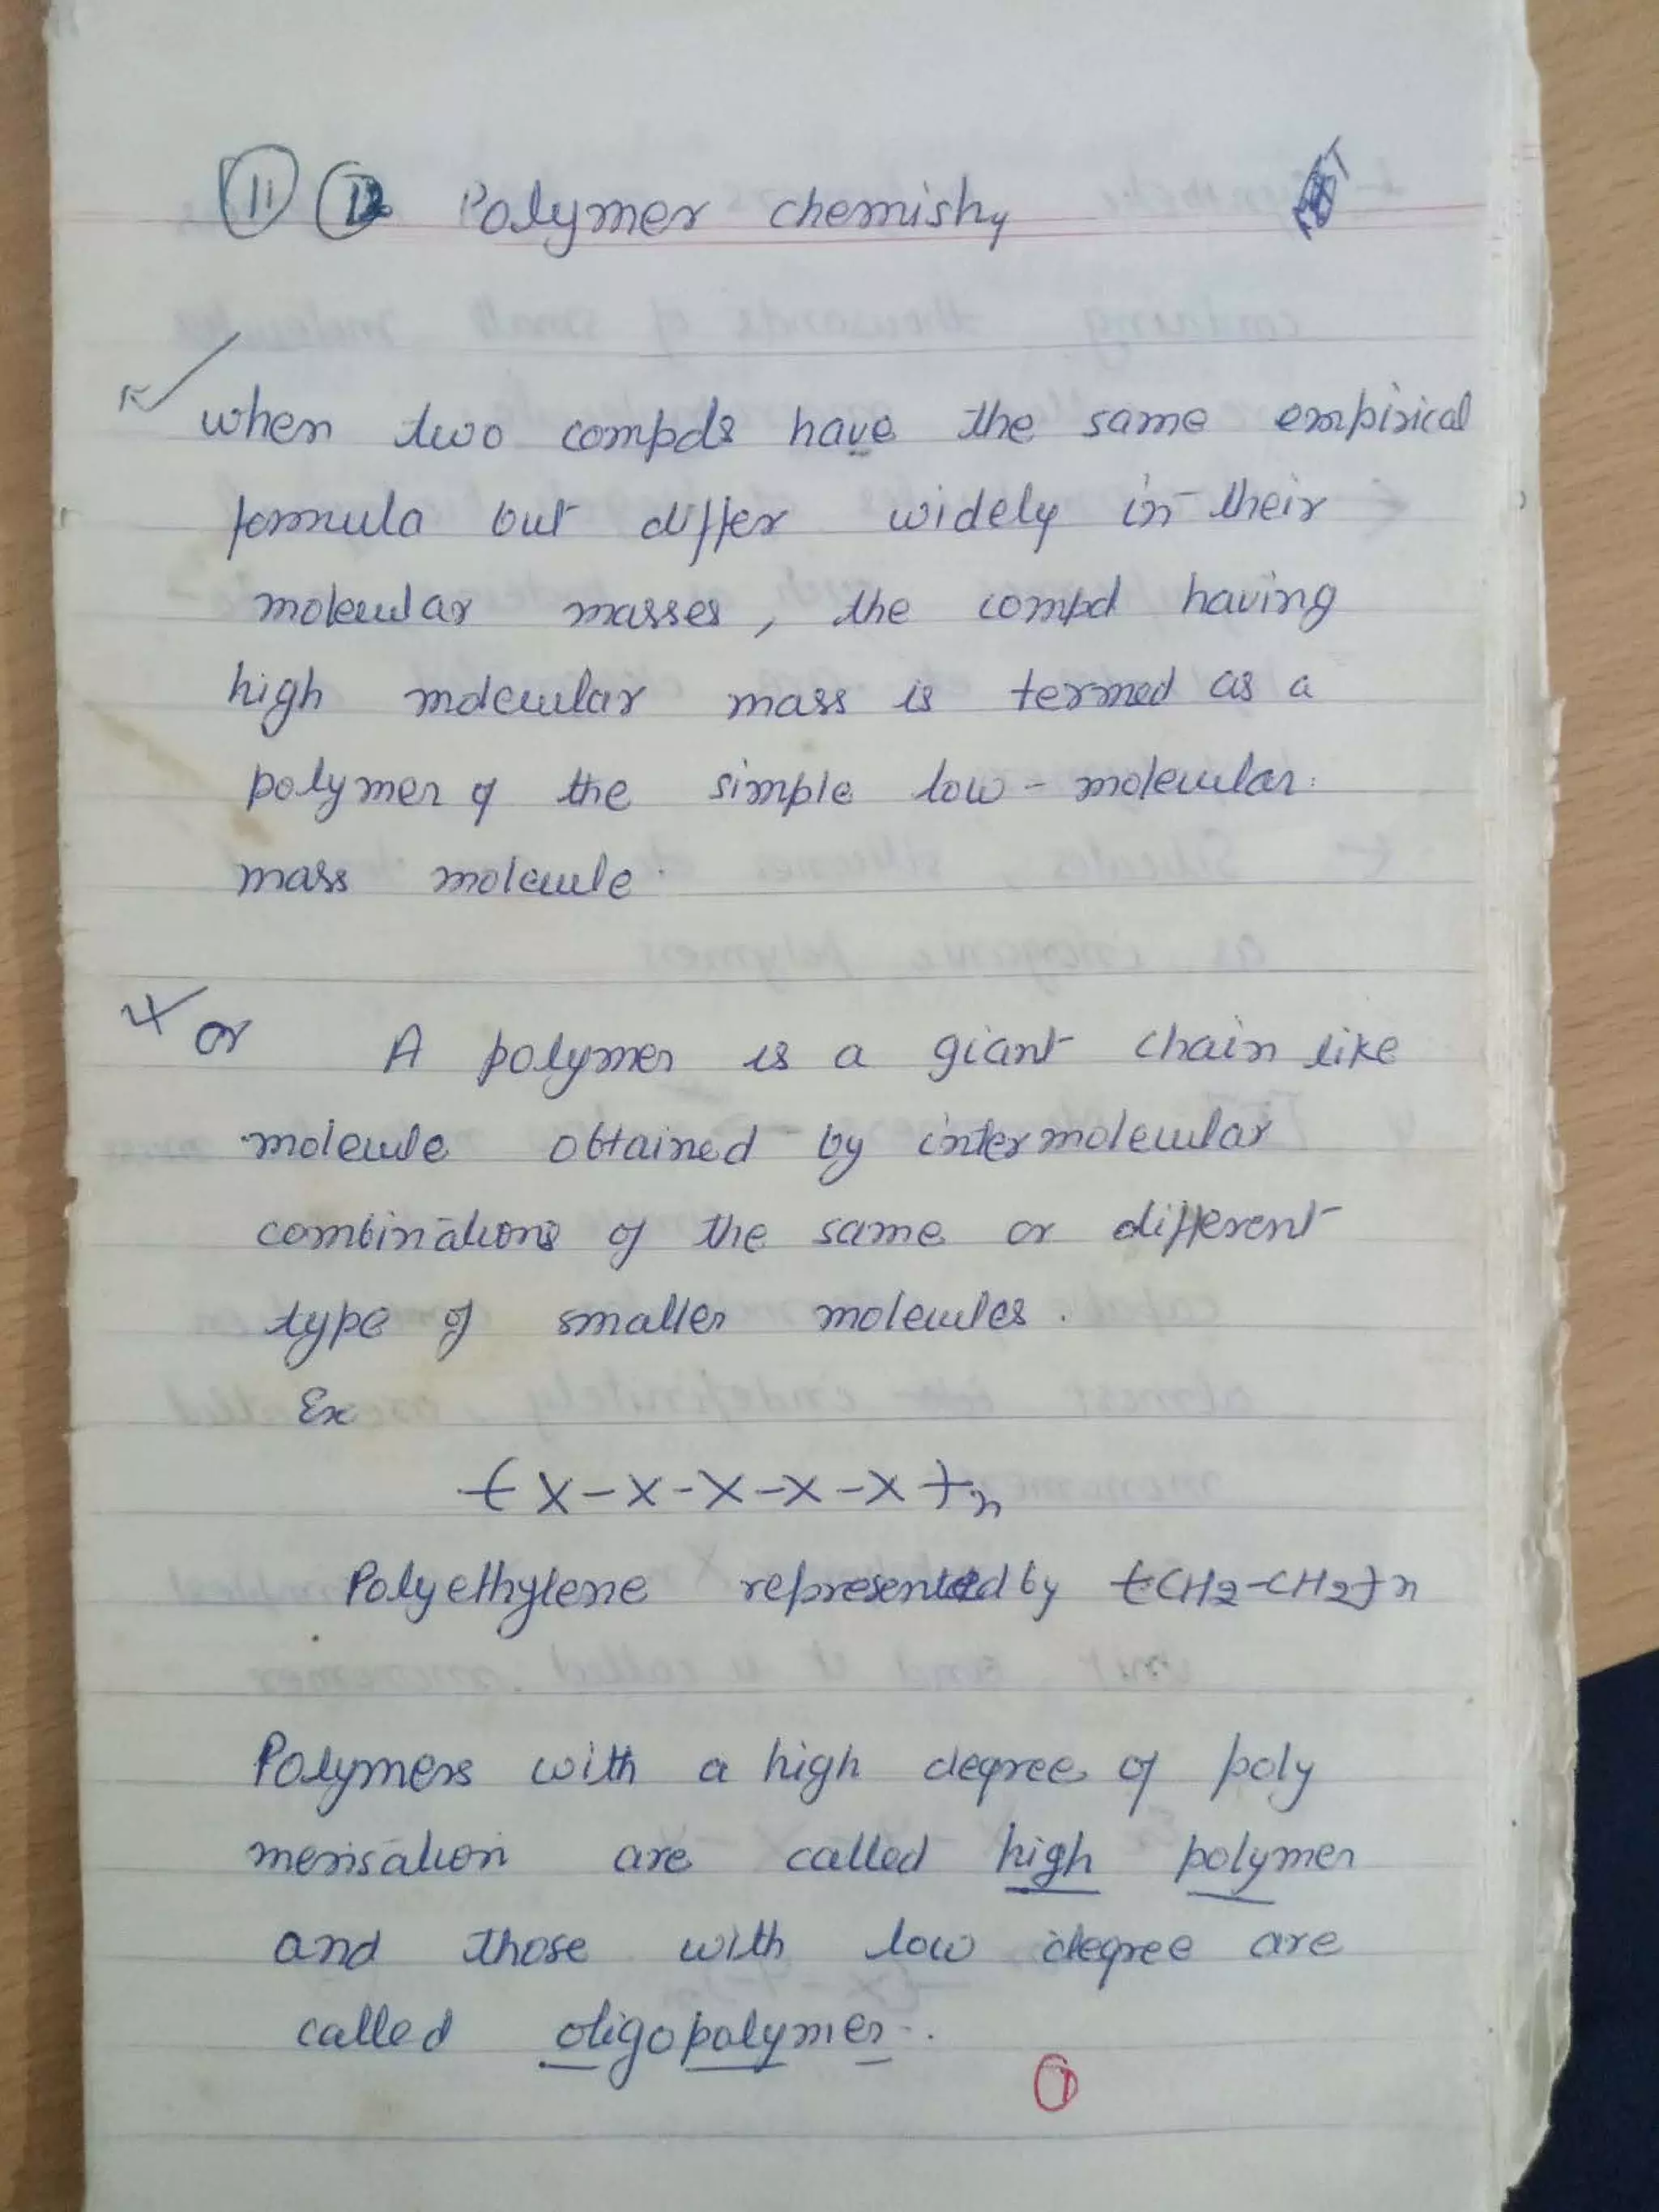 11 12 Polymer chemistry
when two compds have the same empirical
formula but differ widely in their
molecular masses, the compd having
high molecular mass is termed as a
polymer of the simple low-molecular
mass molecule.
or A polymer is a giant chain like
molecule obtained by intermolecular
combinations of the same or different
type of smaller molecules.
Ex
-(X-X-X-X-X-)n
Polyethylene represented by -(CH2-CH2-)n
Polymers with a high degree of poly
merisation are called high polymer
and those with low degree are
called oligopolymer.
1